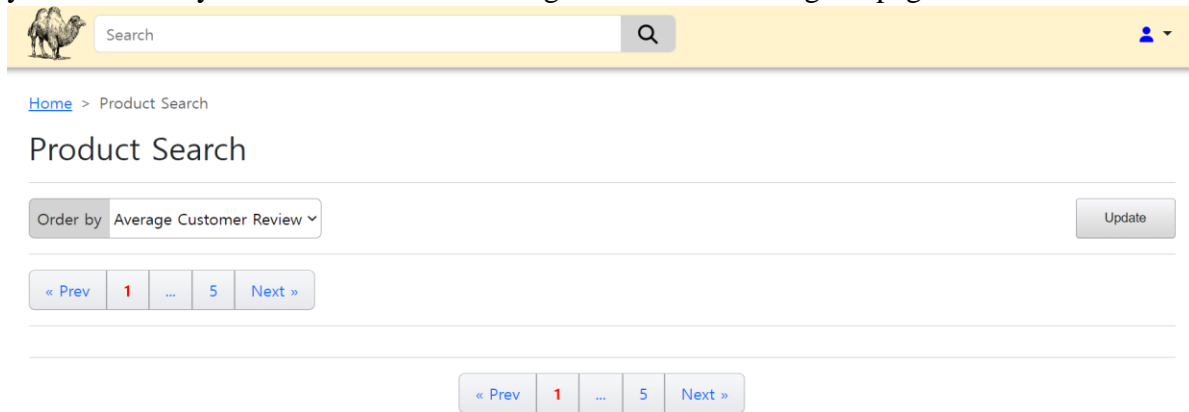 Search
Home > Product Search
Product Search
Order by Average Customer Review
Update
« Prev 1 ... 5 Next »
« Prev 1 ... 5 Next »